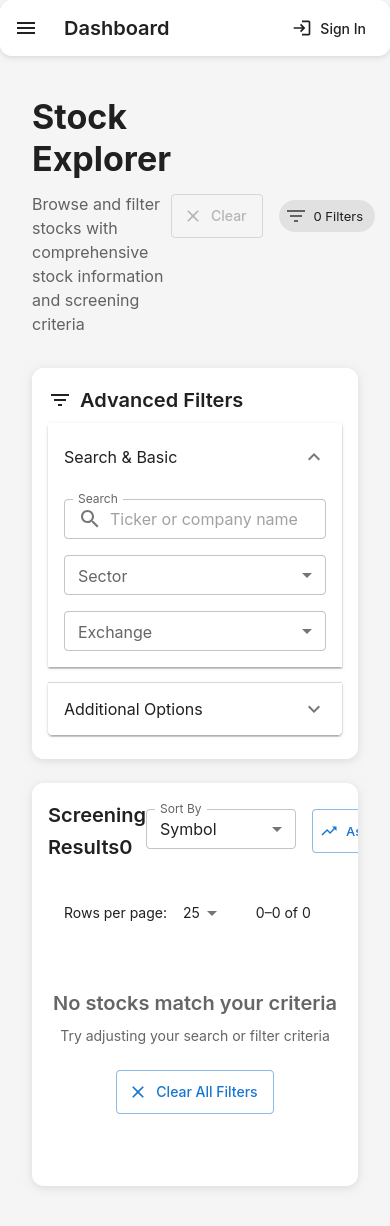 Dashboard
Sign In
Stock
Explorer
Browse and filter
stocks with
comprehensive
stock information
and screening
criteria
Clear
0 Filters
Advanced Filters
Search & Basic
Search
Ticker or company name
Sector
Exchange
Additional Options
Screening
Results0
Sort By
Symbol
Rows per page:
25
0–0 of 0
No stocks match your criteria
Try adjusting your search or filter criteria
Clear All Filters